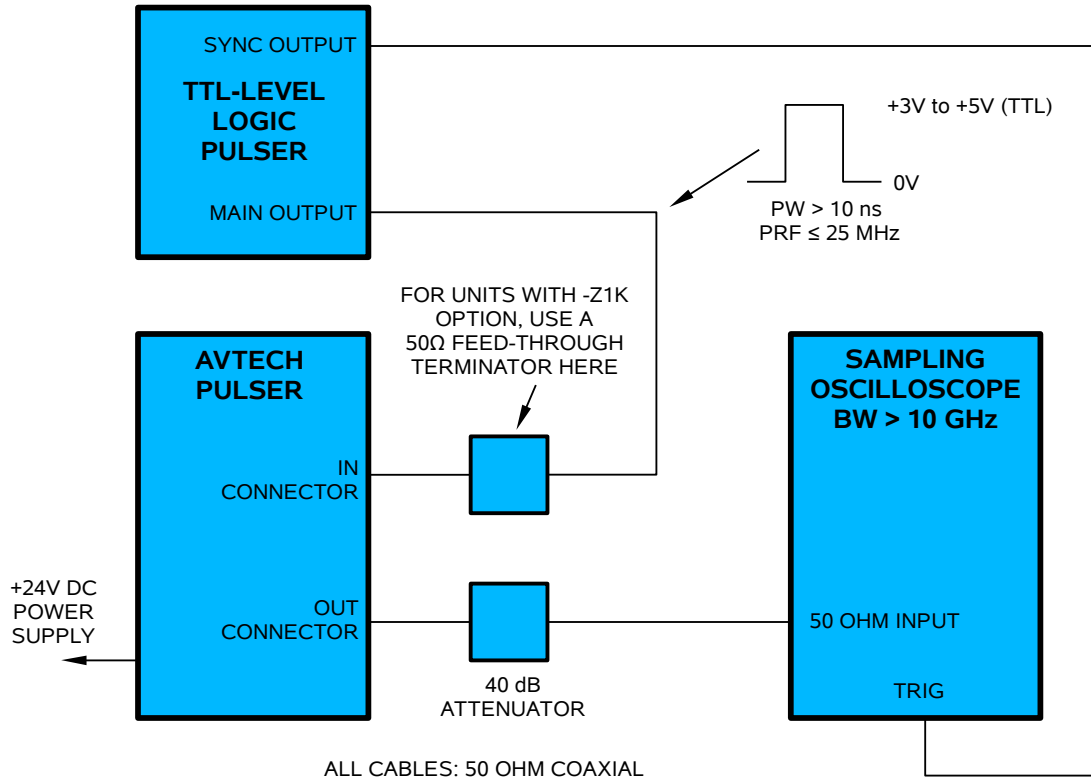 SYNC OUTPUT
TTL-LEVEL
LOGIC
PULSER
MAIN OUTPUT
+3V to +5V (TTL)
0V
PW > 10 ns
PRF ≤ 25 MHz
FOR UNITS WITH -Z1K
OPTION, USE A
50Ω FEED-THROUGH
TERMINATOR HERE
AVTECH
PULSER
IN
CONNECTOR
OUT
CONNECTOR
+24V DC
POWER
SUPPLY
40 dB
ATTENUATOR
SAMPLING
OSCILLOSCOPE
BW > 10 GHz
50 OHM INPUT
TRIG
ALL CABLES: 50 OHM COAXIAL